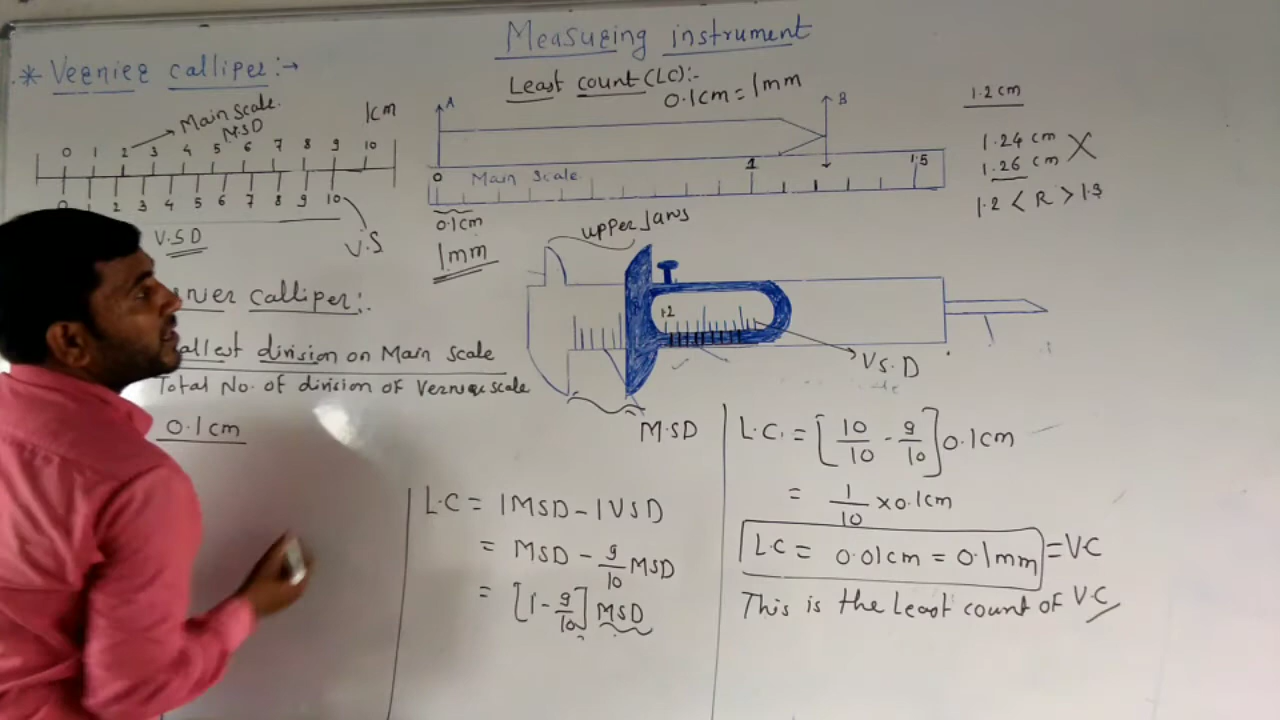 Measuring instrument
* Vernier calliper:→
Least count (LC):-
0.1cm = 1mm
Main scale.
M.S.D
1cm
0 1 2 3 4 5 6 7 8 9 10
0 1 2 3 4 5 6 7 8 9 10
V.S.D
V.S
A
B
0 Main Scale 1 1.5
0.1cm
1mm
1.2 cm
1.24 cm
1.26 cm
X
1.2 < R > 1.3
upper Jaws
1.2
V.S.D
M.S.D
calliper:.
division on Main scale
Total No. of division of Vernier scale
0.1cm
L.C = 1MSD - 1VSD
= MSD - 9/10 MSD
= [1 - 9/10] MSD
L.C. = [10/10 - 9/10] 0.1cm
= 1/10 × 0.1cm
L.C = 0.01cm = 0.1mm = V.C
This is the Least count of V.C